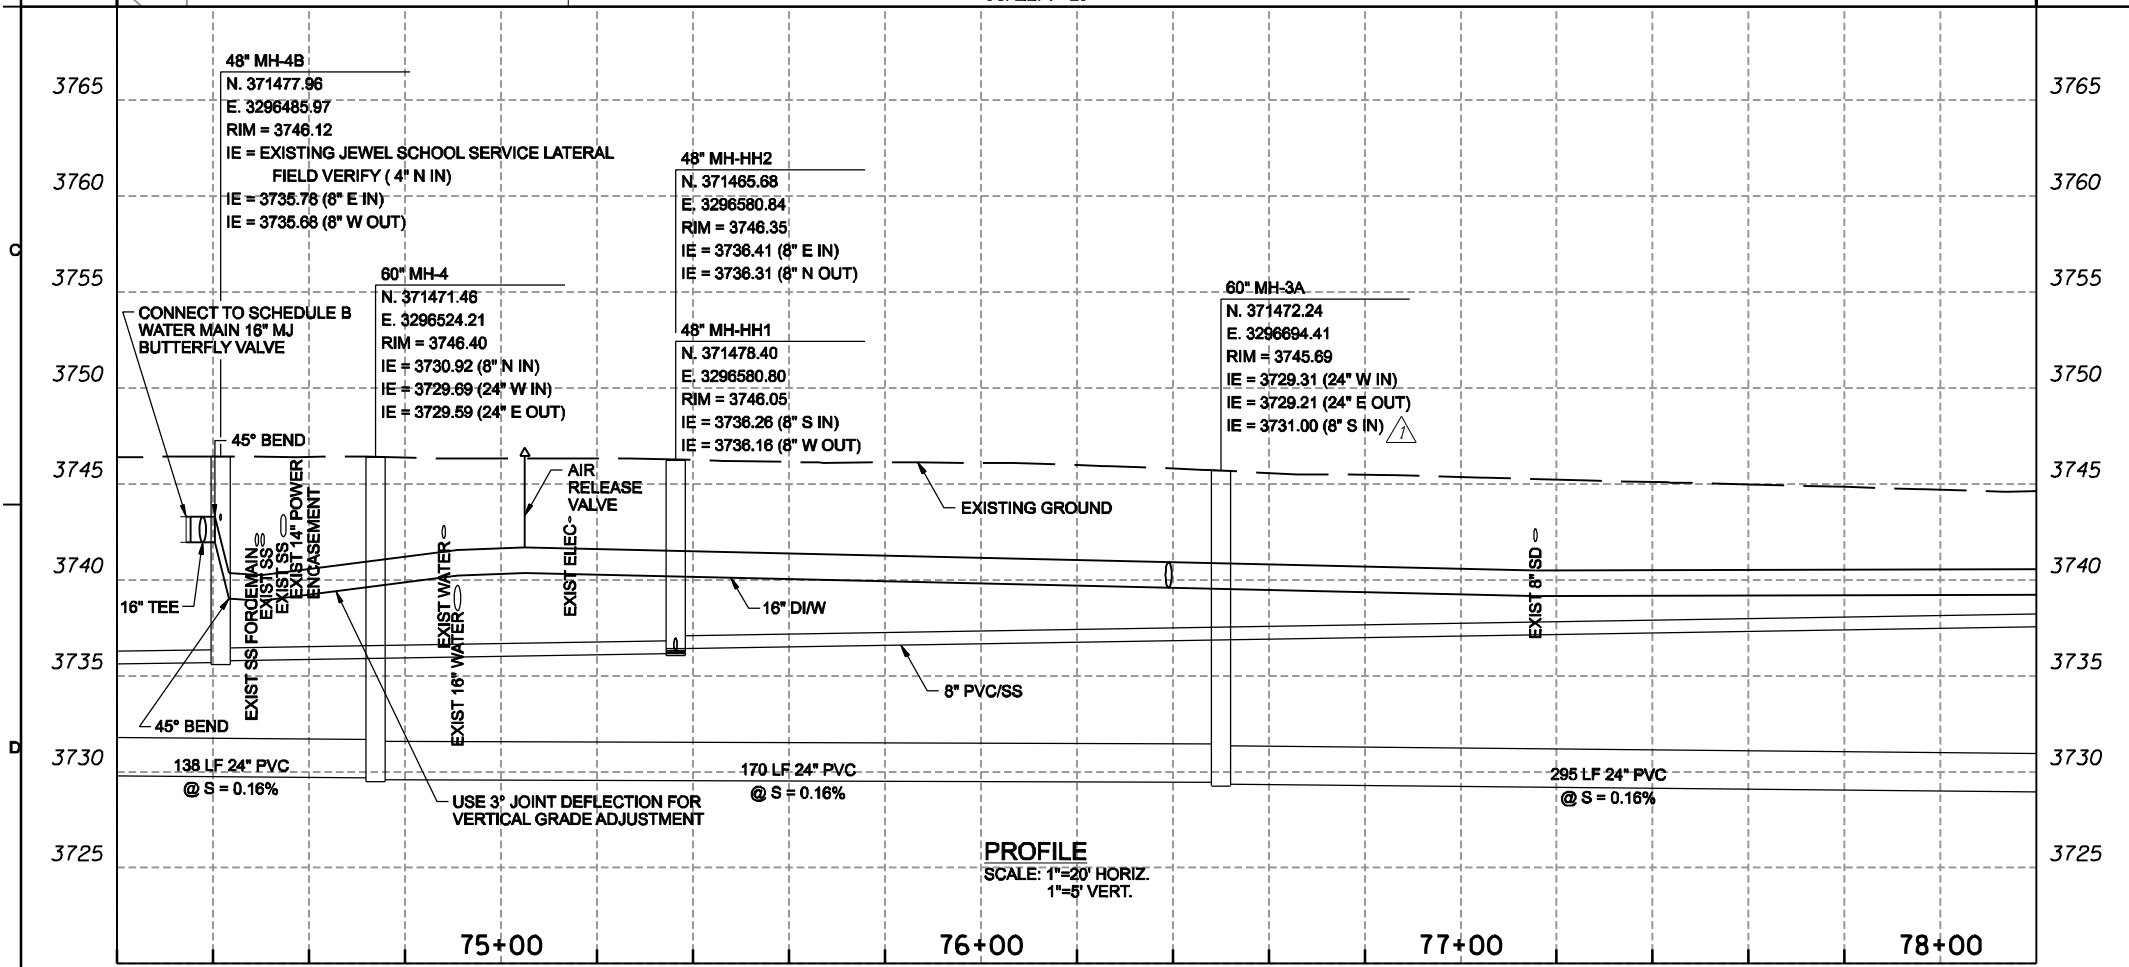 48" MH-4B
N. 371477.96
E. 3296485.97
RIM = 3746.12
IE = EXISTING JEWEL SCHOOL SERVICE LATERAL
FIELD VERIFY ( 4" N IN)
IE = 3735.78 (8" E IN)
IE = 3735.68 (8" W OUT)
48" MH-HH2
N. 371465.68
E. 3296580.84
RIM = 3746.35
IE = 3736.41 (8" E IN)
IE = 3736.31 (8" N OUT)
60" MH-4
N. 371471.46
E. 3296524.21
RIM = 3746.40
IE = 3730.92 (8" N IN)
IE = 3729.69 (24" W IN)
IE = 3729.59 (24" E OUT)
48" MH-HH1
N. 371478.40
E. 3296580.80
RIM = 3746.05
IE = 3736.26 (8" S IN)
IE = 3736.16 (8" W OUT)
60" MH-3A
N. 371472.24
E. 3296694.41
RIM = 3745.69
IE = 3729.31 (24" W IN)
IE = 3729.21 (24" E OUT)
IE = 3731.00 (8" S IN)
1
CONNECT TO SCHEDULE B
WATER MAIN 16" MJ
BUTTERFLY VALVE
45° BEND
AIR
RELEASE
VALVE
EXISTING GROUND
16" TEE
45° BEND
EXIST SS FORCEMAIN
EXIST SS
EXIST SS
EXIST 14" POWER
ENCASEMENT
EXIST WATER
EXIST 16" WATER
EXIST ELEC
EXIST 8" SD
16" DI/W
8" PVC/SS
138 LF 24" PVC
@ S = 0.16%
170 LF 24" PVC
@ S = 0.16%
295 LF 24" PVC
@ S = 0.16%
USE 3° JOINT DEFLECTION FOR
VERTICAL GRADE ADJUSTMENT
PROFILE
SCALE: 1"=20' HORIZ.
1"=5' VERT.
3765
3760
3755
3750
3745
3740
3735
3730
3725
3765
3760
3755
3750
3745
3740
3735
3730
3725
C
D
75+00
76+00
77+00
78+00